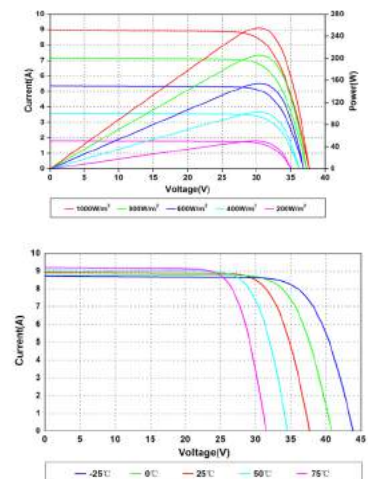 10 280
9 240
8
7 200
6 160
5
4 120
3 80
2
1 40
0 0
Current(A)
Power(W)
0 5 10 15 20 25 30 35 40
Voltage(V)
1000W/m² 800W/m² 600W/m² 400W/m² 200W/m²
10
9
8
7
6
5
4
3
2
1
0
Current(A)
0 5 10 15 20 25 30 35 40 45
Voltage(V)
-25℃ 0℃ 25℃ 50℃ 75℃